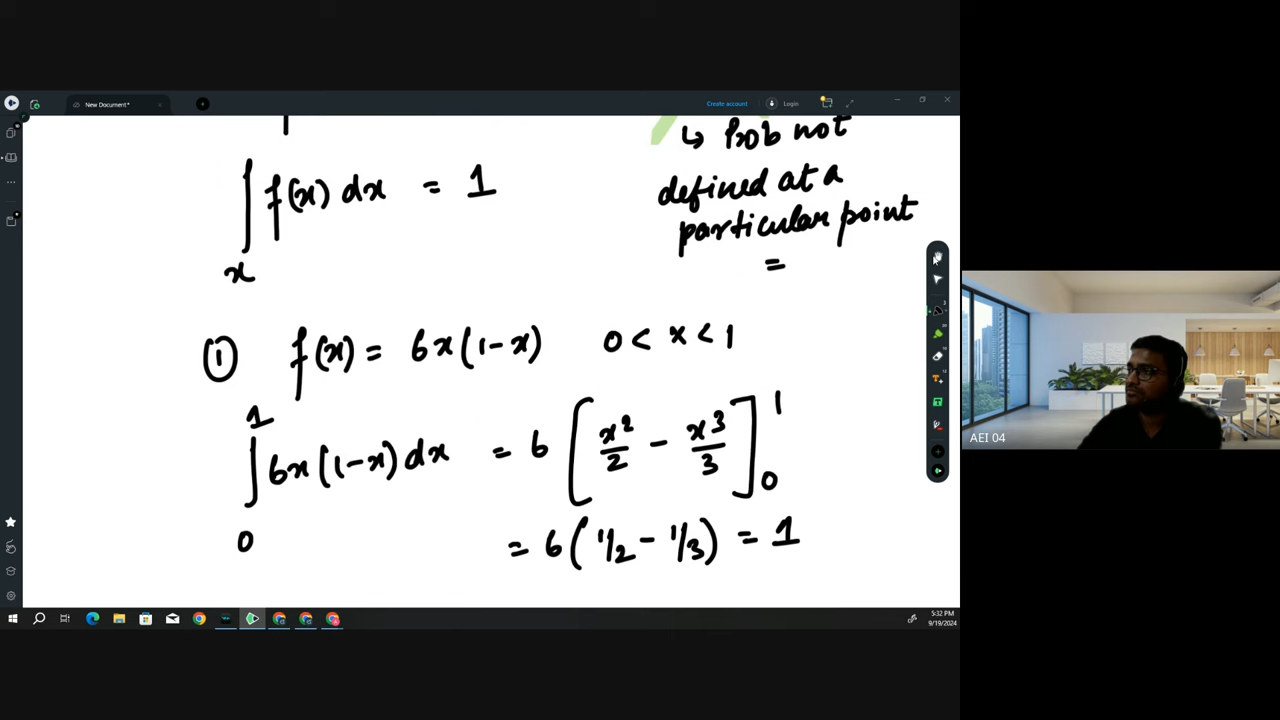 New Document*
Create account
Login
↳ Prob not
defined at a
particular point
=
∫ f(x) dx = 1
x
① f(x) = 6x(1-x) 0 < x < 1
1
∫ 6x(1-x) dx = 6 [ x²/2 - x³/3 ] 1 0
0
= 6 ( 1/2 - 1/3 ) = 1
AEI 04
5:32 PM
9/19/2024